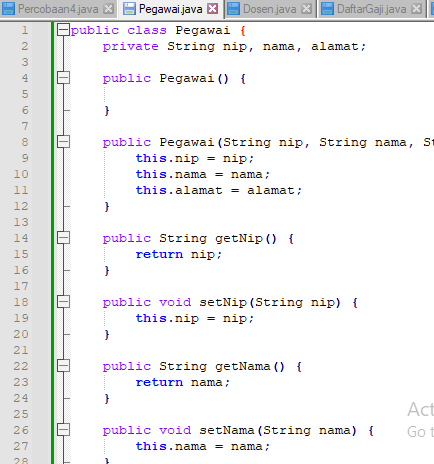 Percobaan4.java Pegawai.java Dosen.java DaftarGaji.java
1 public class Pegawai {
2 private String nip, nama, alamat;
3
4 public Pegawai() {
5
6 }
7
8 public Pegawai(String nip, String nama, St
9 this.nip = nip;
10 this.nama = nama;
11 this.alamat = alamat;
12 }
13
14 public String getNip() {
15 return nip;
16 }
17
18 public void setNip(String nip) {
19 this.nip = nip;
20 }
21
22 public String getNama() {
23 return nama;
24 }
25
26 public void setNama(String nama) {
27 this.nama = nama;
28 }
Act
Go t